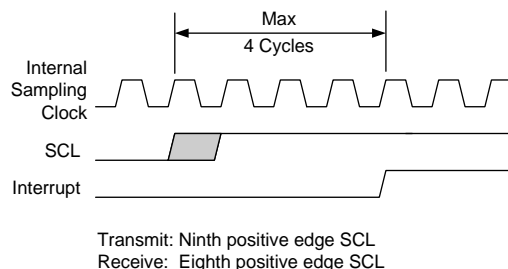 Max
4 Cycles
Internal
Sampling
Clock
SCL
Interrupt
Transmit: Ninth positive edge SCL
Receive: Eighth positive edge SCL